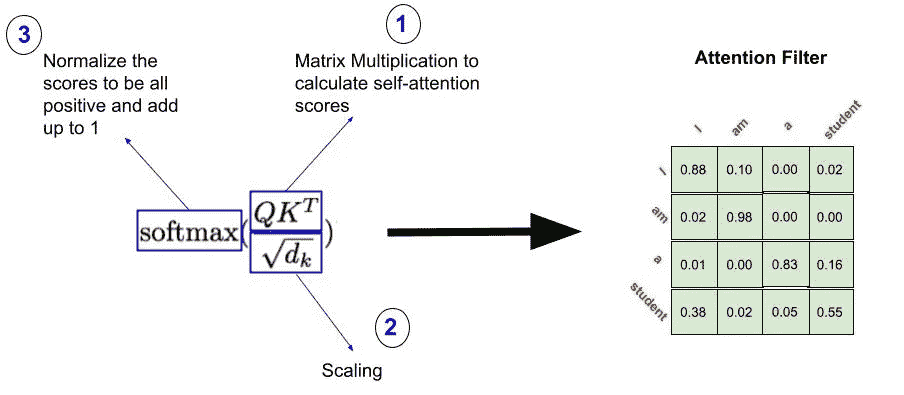 3
Normalize the
scores to be all
positive and add
up to 1
1
Matrix Multiplication to
calculate self-attention
scores
softmax(QK^T
√d_k)
2
Scaling
Attention Filter
I am a student
I 0.88 0.10 0.00 0.02
am 0.02 0.98 0.00 0.00
a 0.01 0.00 0.83 0.16
student 0.38 0.02 0.05 0.55